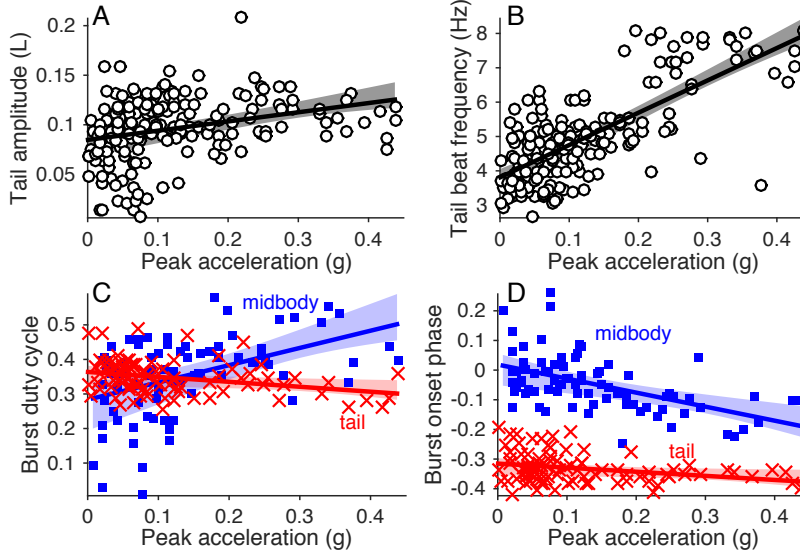 A
Tail amplitude (L)
0.2
0.15
0.1
0.05
0
0.1
0.2
0.3
0.4
Peak acceleration (g)
B
Tail beat frequency (Hz)
8
7
6
5
4
3
0
0.1
0.2
0.3
0.4
Peak acceleration (g)
C
midbody
tail
Burst duty cycle
0.5
0.4
0.3
0.2
0.1
0
0.1
0.2
0.3
0.4
Peak acceleration (g)
D
midbody
tail
Burst onset phase
0.2
0.1
0
-0.1
-0.2
-0.3
-0.4
0
0.1
0.2
0.3
0.4
Peak acceleration (g)